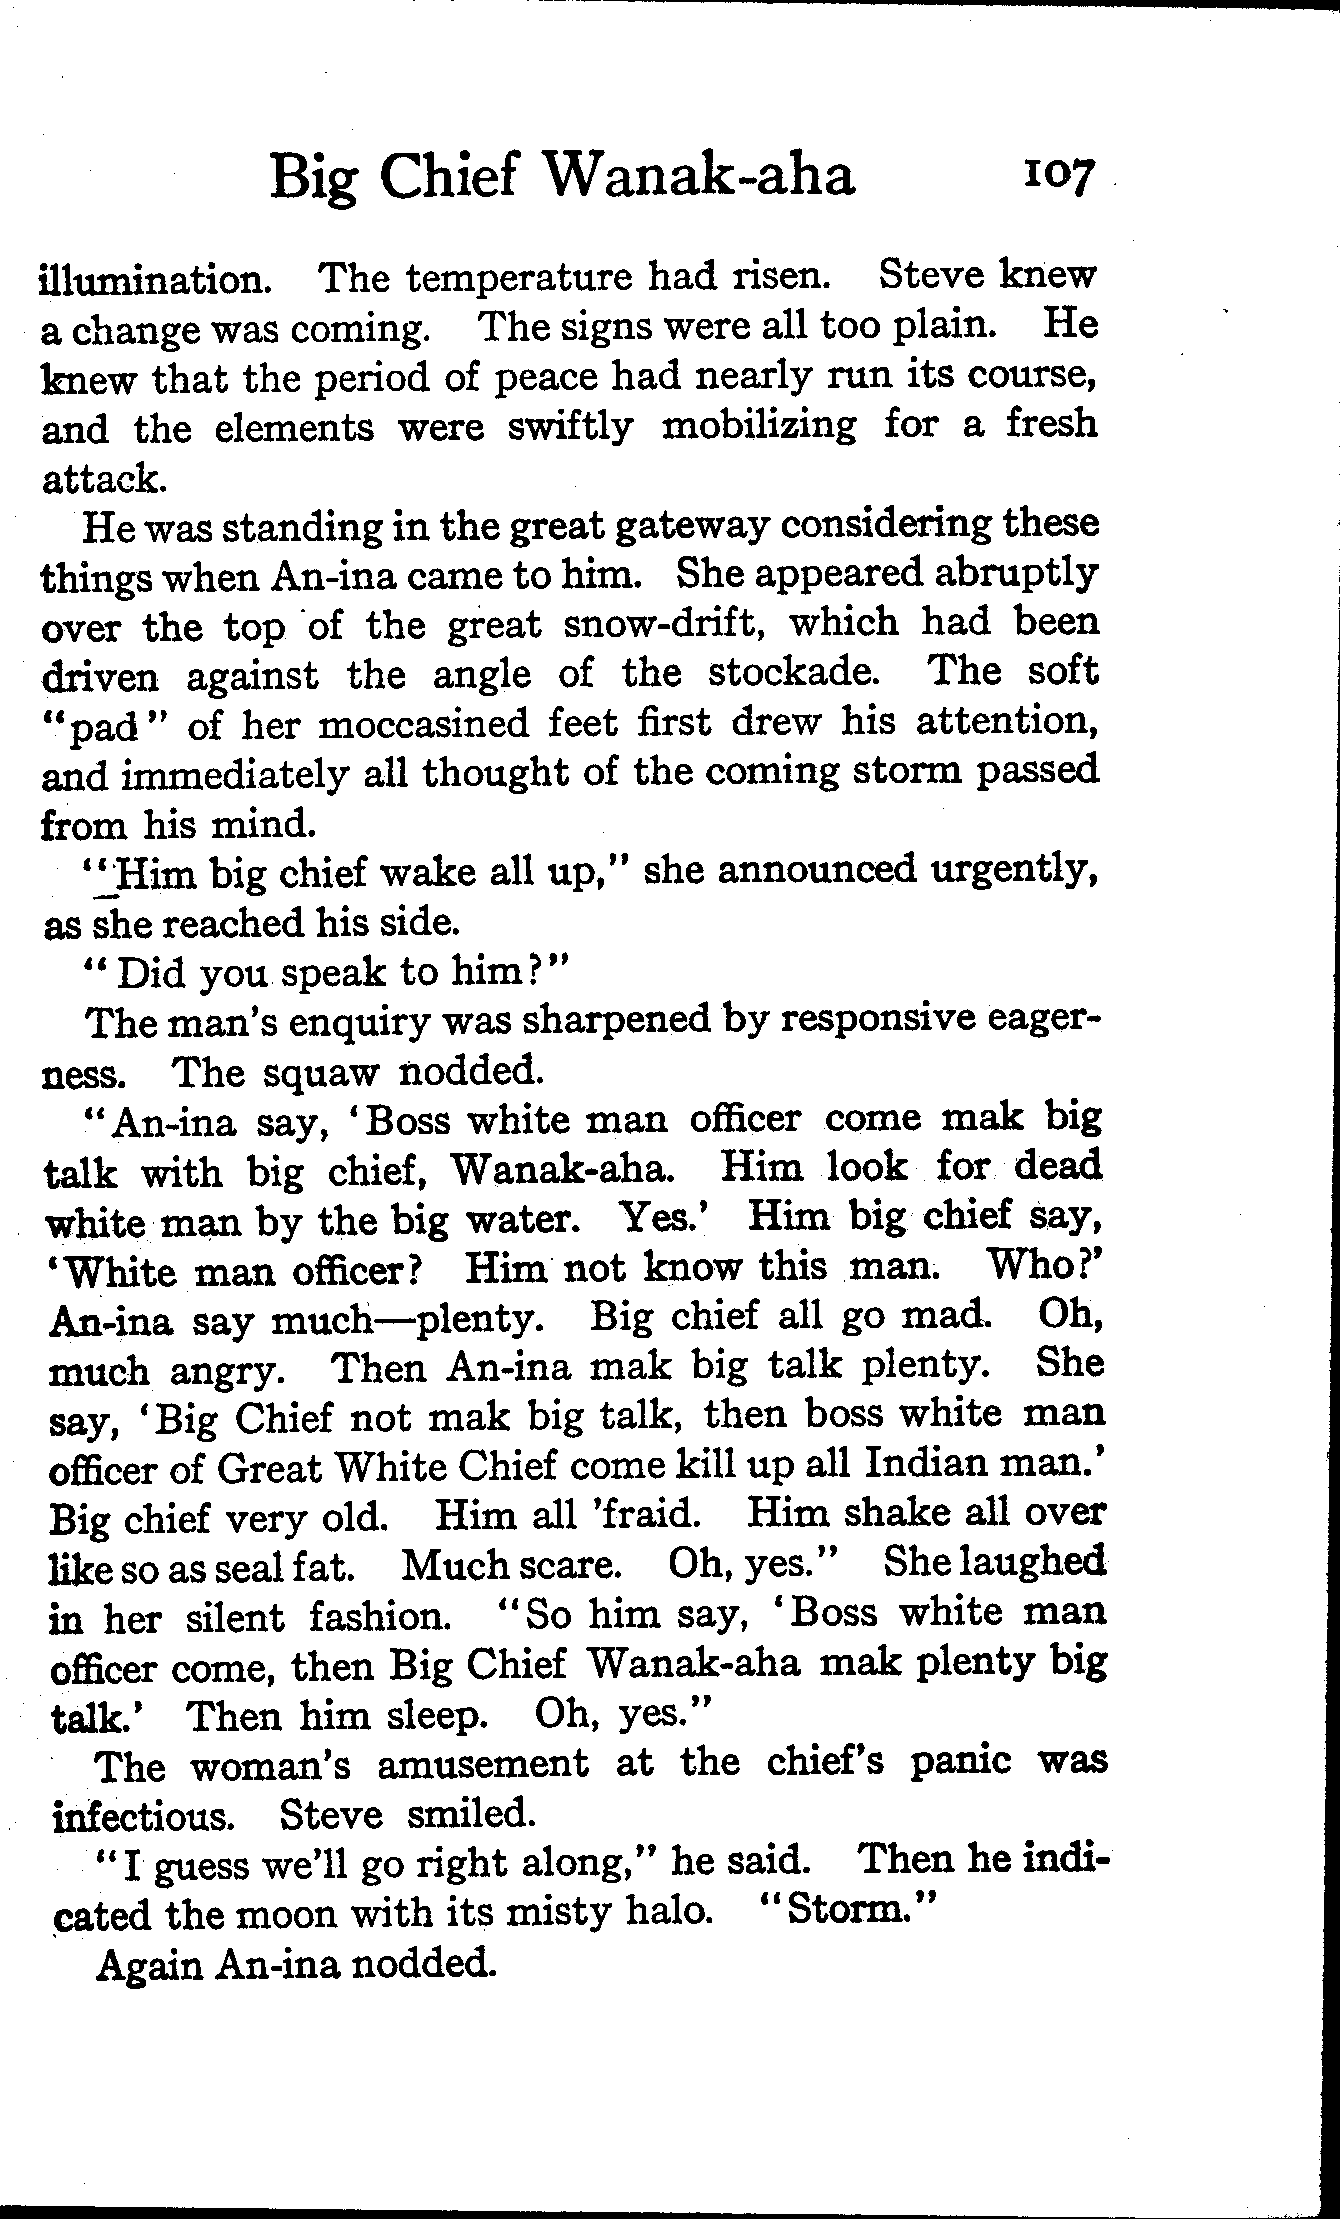 Big Chief Wanak-aha 107
illumination. The temperature had risen. Steve knew
a change was coming. The signs were all too plain. He
knew that the period of peace had nearly run its course,
and the elements were swiftly mobilizing for a fresh
attack.
He was standing in the great gateway considering these
things when An-ina came to him. She appeared abruptly
over the top of the great snow-drift, which had been
driven against the angle of the stockade. The soft
"pad" of her moccasined feet first drew his attention,
and immediately all thought of the coming storm passed
from his mind.
"Him big chief wake all up," she announced urgently,
as she reached his side.
"Did you speak to him?"
The man's enquiry was sharpened by responsive eager-
ness. The squaw nodded.
"An-ina say, 'Boss white man officer come mak big
talk with big chief, Wanak-aha. Him look for dead
white man by the big water. Yes.' Him big chief say,
'White man officer? Him not know this man. Who?'
An-ina say much—plenty. Big chief all go mad. Oh,
much angry. Then An-ina mak big talk plenty. She
say, 'Big Chief not mak big talk, then boss white man
officer of Great White Chief come kill up all Indian man.'
Big chief very old. Him all 'fraid. Him shake all over
like so as seal fat. Much scare. Oh, yes." She laughed
in her silent fashion. "So him say, 'Boss white man
officer come, then Big Chief Wanak-aha mak plenty big
talk.' Then him sleep. Oh, yes."
The woman's amusement at the chief's panic was
infectious. Steve smiled.
"I guess we'll go right along," he said. Then he indi-
cated the moon with its misty halo. "Storm."
Again An-ina nodded.